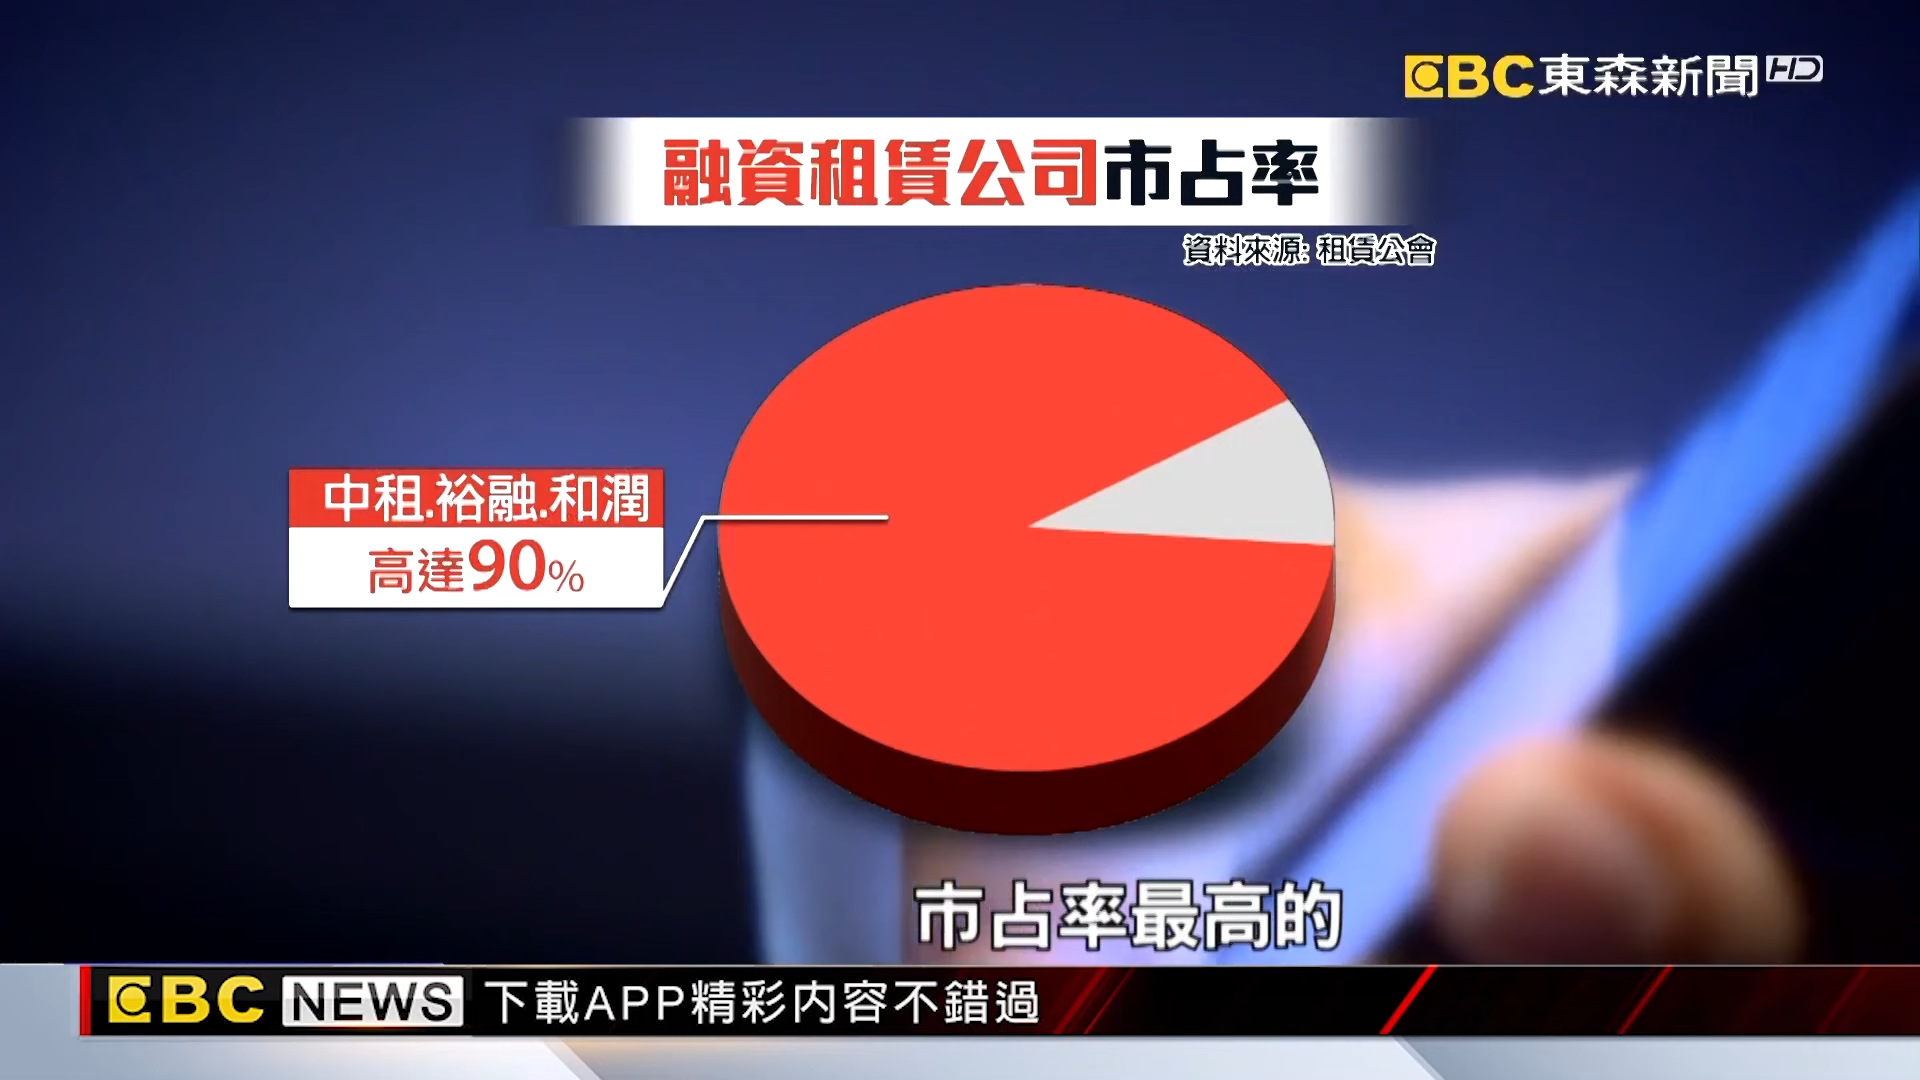 EBC東森新聞HD
融資租賃公司市占率
資料來源: 租賃公會
中租.裕融.和潤
高達90%
市占率最高的
EBC NEWS 下載APP精彩內容不錯過